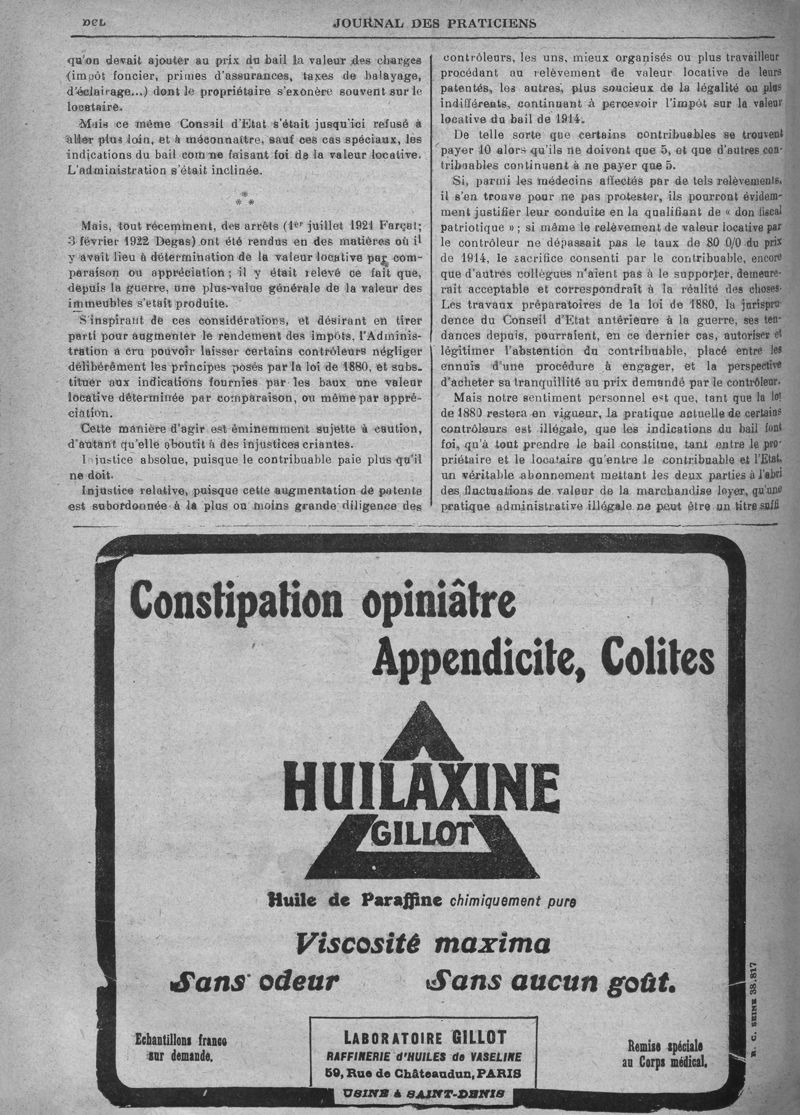 DCL
JOURNAL DES PRATICIENS
qu'on devait ajouter au prix du bail la valeur des charges
(impôt foncier, primes d'assurances, taxes de balayage,
d'éclairage...) dont le propriétaire s'exonère souvent sur le
locataire.
Mais ce même Conseil d'Etat s'était jusqu'ici refusé à
aller plus loin, et à méconnaître, sauf ces cas spéciaux, les
indications du bail comme faisant foi de la valeur locative.
L'administration s'était inclinée.
*
* *
Mais, tout récemment, des arrêts (1er juillet 1921 Farçat;
3 février 1922 Degas) ont été rendus en des matières où il
y avait lieu à détermination de la valeur locative par com-
paraison ou appréciation ; il y était relevé ce fait que,
depuis la guerre, une plus-value générale de la valeur des
immeubles s'était produite.
S'inspirant de ces considérations, et désirant en tirer
parti pour augmenter le rendement des impôts, l'Adminis-
tration a cru pouvoir laisser certains contrôleurs négliger
délibérément les principes posés par la loi de 1880, et subs-
tituer aux indications fournies par les baux une valeur
locative déterminée par comparaison, ou même par appré-
ciation.
Cette manière d'agir est éminemment sujette à caution,
d'autant qu'elle aboutit à des injustices criantes.
Injustice absolue, puisque le contribuable paie plus qu'il
ne doit.
Injustice relative, puisque cette augmentation de patente
est subordonnée à la plus ou moins grande diligence des
contrôleurs, les uns, mieux organisés ou plus travailleur
procédant au relèvement de valeur locative de leurs
patentés, les autres, plus soucieux de la légalité ou plus
indifférents, continuant à percevoir l'impôt sur la valeur
locative du bail de 1914.
De telle sorte que certains contribuables se trouvent
payer 10 alors qu'ils ne doivent que 5, et que d'autres con-
tribuables continuent à ne payer que 5.
Si, parmi les médecins affectés par de tels relèvements,
il s'en trouve pour ne pas protester, ils pourront évidem-
ment justifier leur conduite en la qualifiant de « don fiscal
patriotique » ; si même le relèvement de valeur locative par
le contrôleur ne dépassait pas le taux de 80 0/0 du prix
de 1914, le sacrifice consenti par le contribuable, encore
que d'autres collègues n'aient pas à le supporter, demeure-
rait acceptable et correspondrait à la réalité des choses.
Les travaux préparatoires de la loi de 1880, la jurispru-
dence du Conseil d'Etat antérieure à la guerre, ses ten-
dances depuis, pourraient, en ce dernier cas, autoriser et
légitimer l'abstention du contribuable, placé entre les
ennuis d'une procédure à engager, et la perspective
d'acheter sa tranquillité au prix demandé par le contrôleur.
Mais notre sentiment personnel est que, tant que la loi
de 1880 restera en vigueur, la pratique actuelle de certains
contrôleurs est illégale, que les indications du bail font
foi, qu'à tout prendre le bail constitue, tant entre le pro-
priétaire et le locataire qu'entre le contribuable et l'Etat,
un véritable abonnement mettant les deux parties à l'abri
des fluctuations de valeur de la marchandise loyer, qu'une
pratique administrative illégale ne peut être un titre suffi
Constipation opiniâtre
Appendicite, Colites
HUILAXINE
GILLOT
Huile de Paraffine chimiquement pure
Viscosité maxima
Sans odeur Sans aucun goût.
Echantillons franco
sur demande.
LABORATOIRE GILLOT
RAFFINERIE d'HUILES de VASELINE
59, Rue de Châteaudun, PARIS
USINE à SAINT-DENIS
Remise spéciale
au Corps médical.
R. C. SEINE 38.817